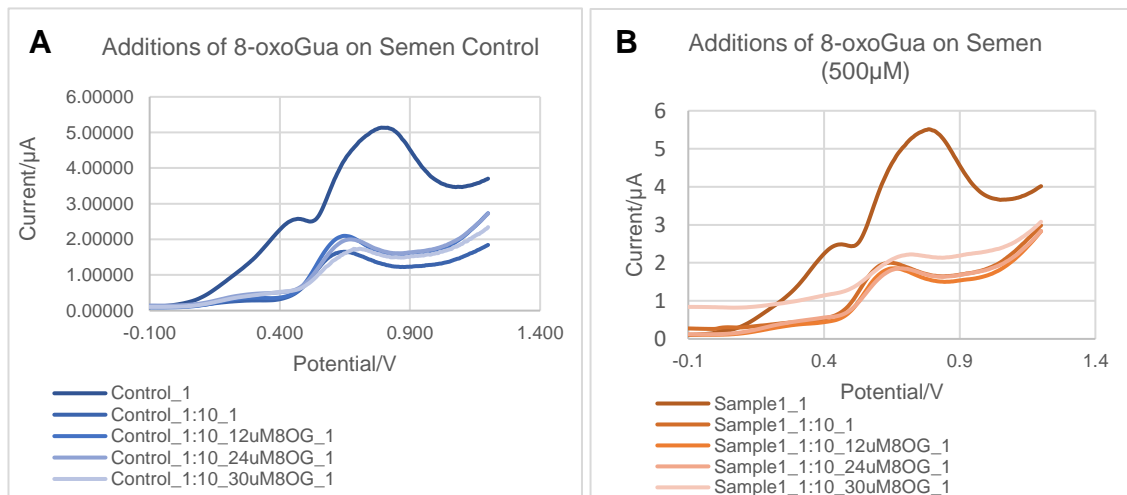 A
Additions of 8-oxoGua on Semen Control
6.00000
5.00000
4.00000
3.00000
2.00000
1.00000
0.00000
Current/µA
-0.100
0.400
0.900
1.400
Potential/V
Control_1
Control_1:10_1
Control_1:10_12uM8OG_1
Control_1:10_24uM8OG_1
Control_1:10_30uM8OG_1
B
Additions of 8-oxoGua on Semen
(500µM)
6
5
4
3
2
1
0
Current/µA
-0.1
0.4
0.9
1.4
Potential/V
Sample1_1
Sample1_1:10_1
Sample1_1:10_12uM8OG_1
Sample1_1:10_24uM8OG_1
Sample1_1:10_30uM8OG_1